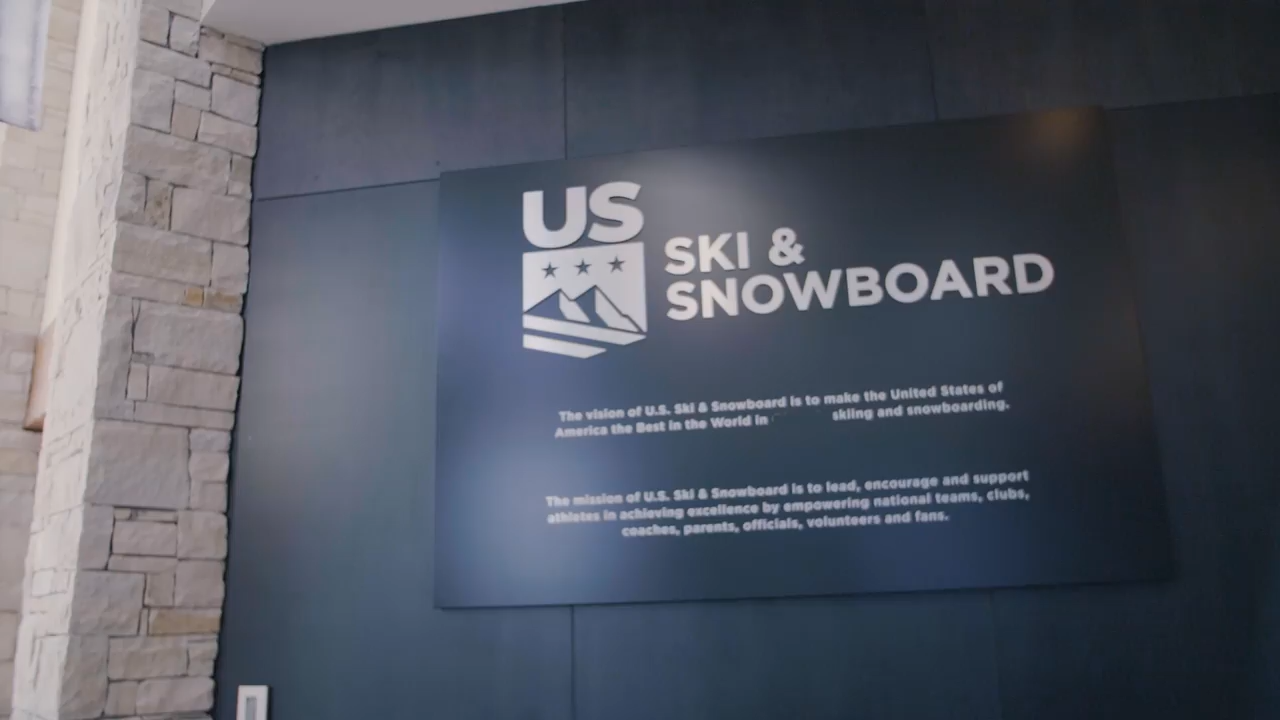 US
SKI &
SNOWBOARD
The vision of U.S. Ski & Snowboard is to make the United States of
America the Best in the World in skiing and snowboarding.
The mission of U.S. Ski & Snowboard is to lead, encourage and support
athletes in achieving excellence by empowering national teams, clubs,
coaches, parents, officials, volunteers and fans.